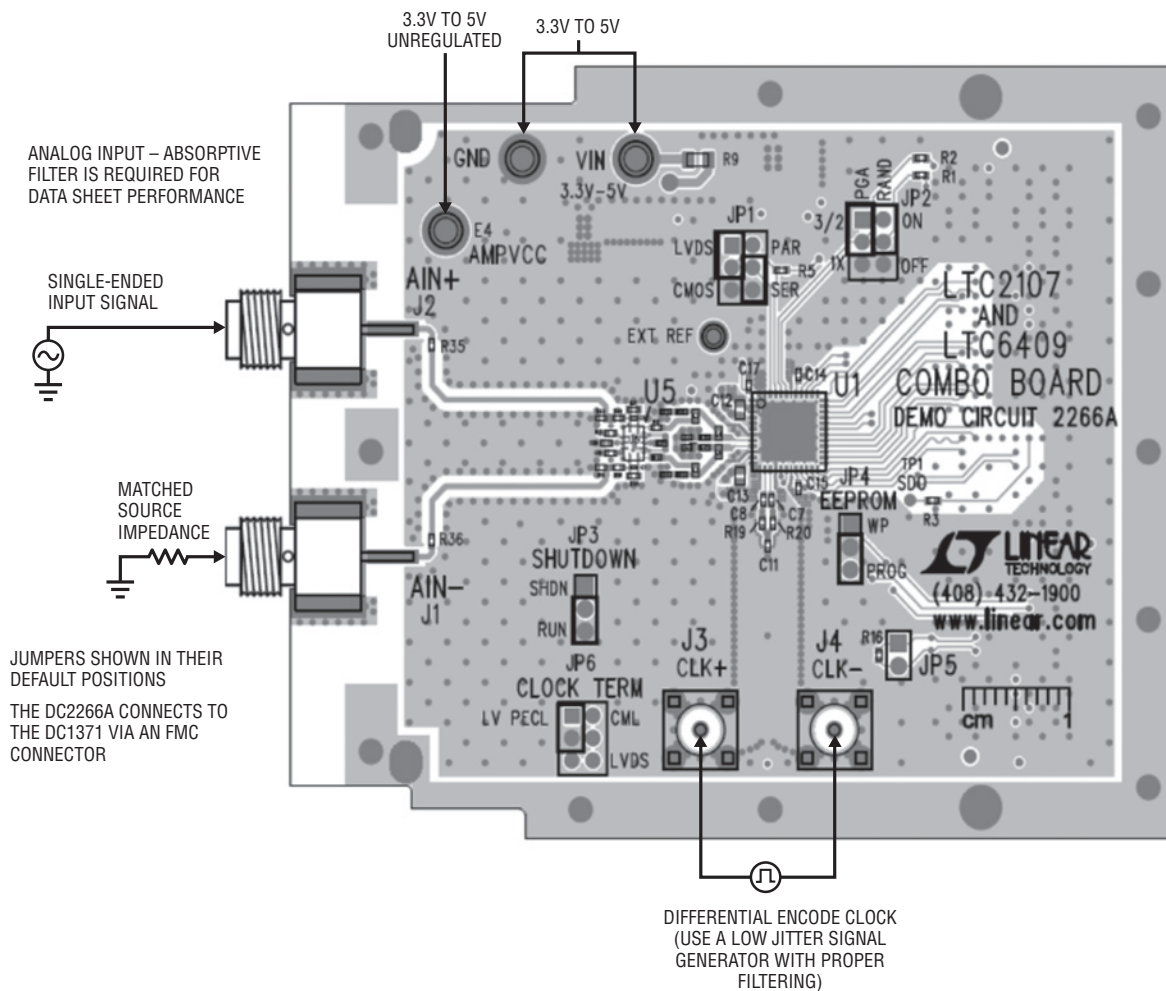 3.3V TO 5V
UNREGULATED
3.3V TO 5V
ANALOG INPUT – ABSORPTIVE
FILTER IS REQUIRED FOR
DATA SHEET PERFORMANCE
GND
VIN
3.3V-5V
R9
E4
AMPVCC
JP1
LVDS
PAR
CMOS
SER
R5
PGA
RAND
JP2
R2
R1
3/2
ON
1X
OFF
SINGLE-ENDED
INPUT SIGNAL
AIN+
J2
R35
EXT REF
LTC2107
AND
LTC6409
COMBO BOARD
DEMO CIRCUIT 2266A
U5
C17
C14
U1
C12
C13
C15
C8
C7
R19
R20
C11
JP4
EEPROM
WP
PROG
TP1
SDO
R3
MATCHED
SOURCE
IMPEDANCE
R36
AIN-
J1
JP3
SHUTDOWN
SHDN
RUN
LINEAR
TECHNOLOGY
(408) 432-1900
www.linear.com
R16
JP5
JP6
CLOCK TERM
LV PECL
CML
LVDS
J3
CLK+
J4
CLK-
cm
1
JUMPERS SHOWN IN THEIR
DEFAULT POSITIONS
THE DC2266A CONNECTS TO
THE DC1371 VIA AN FMC
CONNECTOR
DIFFERENTIAL ENCODE CLOCK
(USE A LOW JITTER SIGNAL
GENERATOR WITH PROPER
FILTERING)